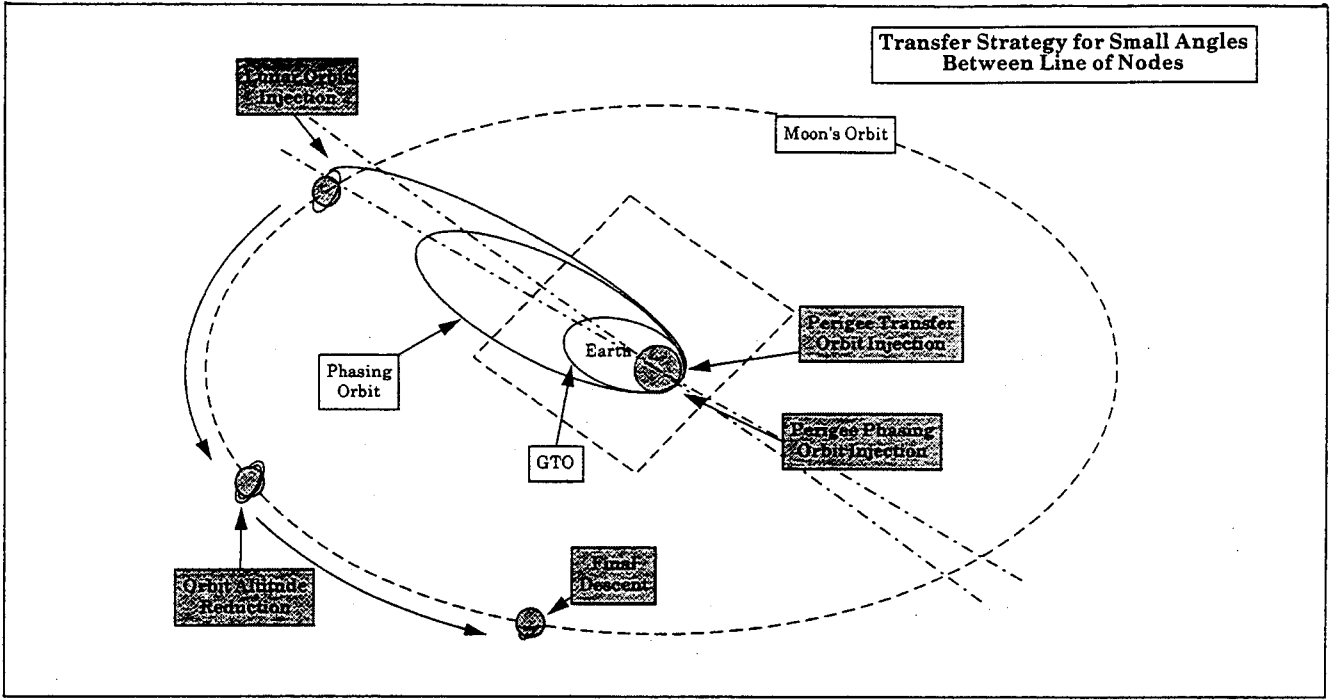 Transfer Strategy for Small Angles
Between Line of Nodes
Lunar Orbit
Injection
Moon's Orbit
Perigee Transfer
Orbit Injection
Earth
Phasing
Orbit
Perigee Phasing
Orbit Injection
GTO
Final
Descent
Orbit Altitude
Reduction